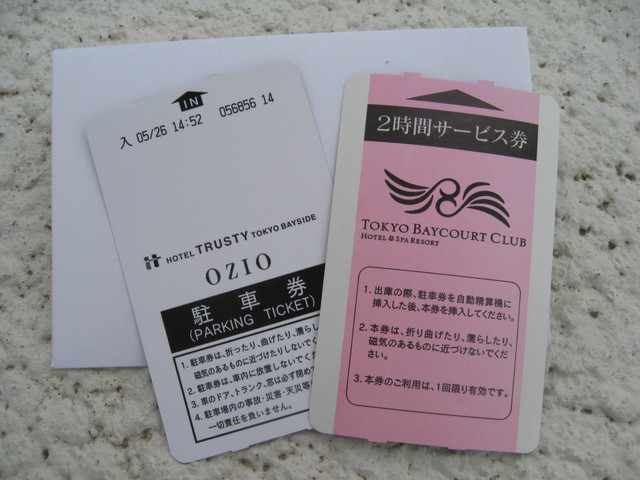 IN
入 05/26 14:52 056856 14
HOTEL TRUSTY TOKYO BAYSIDE
OZIO
駐車券
(PARKING TICKET)
1. 駐車券は、折ったり、曲げたり、濡らし
磁気のあるものに近づけたりしないでく
2. 駐車券は、車内に放置しないでくだ
3. 車のドア、トランク、窓は必ず閉め
4. 駐車場内の事故・災害・天災等
一切責任を負いません。
2時間サービス券
TOKYO BAYCOURT CLUB
HOTEL & SPA RESORT
1. 出庫の際、駐車券を自動精算機に
挿入した後、本券を挿入してください。
2. 本券は、折り曲げたり、濡らしたり、
磁気のあるものに近づけないでくだ
さい。
3. 本券のご利用は、1回限り有効です。